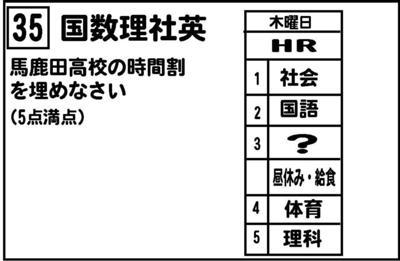 35 国数理社英
馬鹿田高校の時間割
を埋めなさい
(5点満点)
木曜日
HR
1 社会
2 国語
3 ?
昼休み・給食
4 体育
5 理科